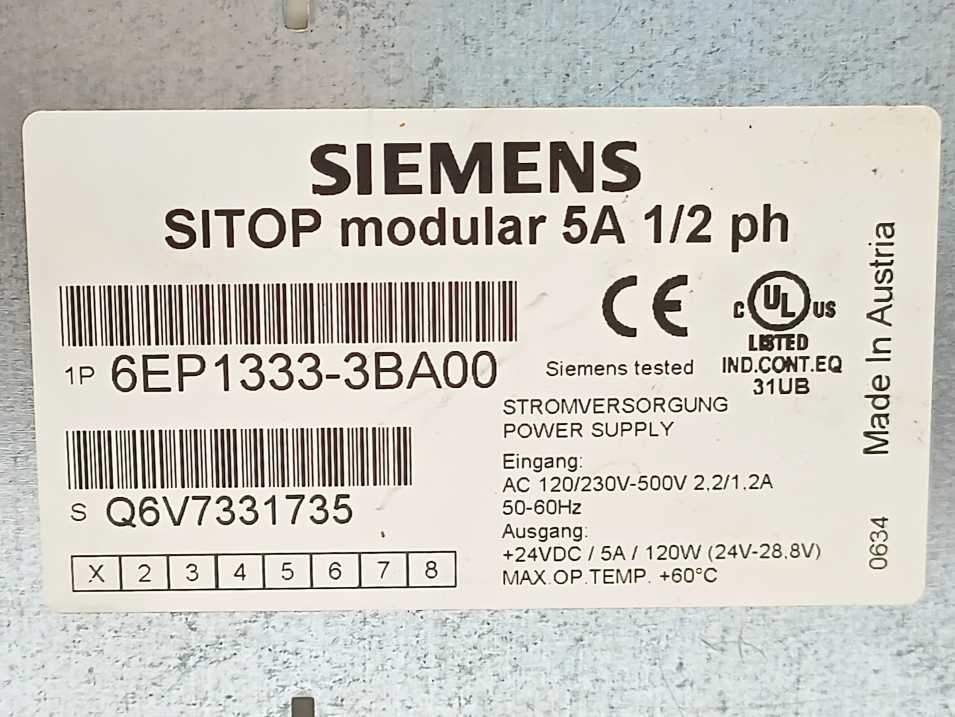 SIEMENS
SITOP modular 5A 1/2 ph
CE
C UL US
LISTED
IND.CONT.EQ
31UB
Siemens tested
1P 6EP1333-3BA00
S Q6V7331735
X 2 3 4 5 6 7 8
STROMVERSORGUNG
POWER SUPPLY
Eingang:
AC 120/230V-500V 2,2/1,2A
50-60Hz
Ausgang:
+24VDC / 5A / 120W (24V-28,8V)
MAX.OP.TEMP. +60°C
Made In Austria
0634